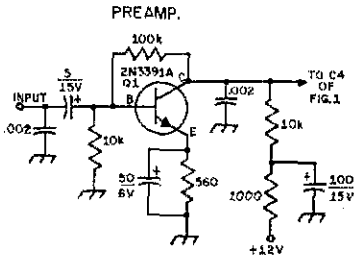 PREAMP.
100k
2N3391A
Q1
C
B
E
5
15V
+
INPUT
.002
10k
50
6V
+
560
.002
TO C4
OF
FIG.1
10k
1000
+
100
15V
+12V